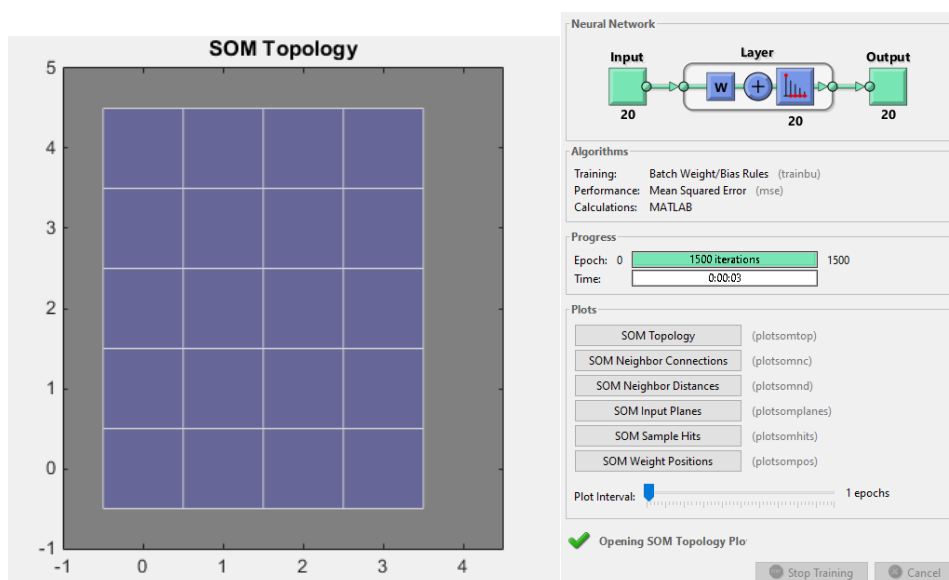 SOM Topology
5
4
3
2
1
0
-1
-1 0 1 2 3 4
Neural Network
Input Layer Output
W
20 20 20
Algorithms
Training: Batch Weight/Bias Rules (trainbu)
Performance: Mean Squared Error (mse)
Calculations: MATLAB
Progress
Epoch: 0 1500 iterations 1500
Time: 0:00:03
Plots
SOM Topology (plotsomtop)
SOM Neighbor Connections (plotsomnc)
SOM Neighbor Distances (plotsomnd)
SOM Input Planes (plotsomplanes)
SOM Sample Hits (plotsomhits)
SOM Weight Positions (plotsompos)
Plot Interval: 1 epochs
Opening SOM Topology Plo
Stop Training Cancel